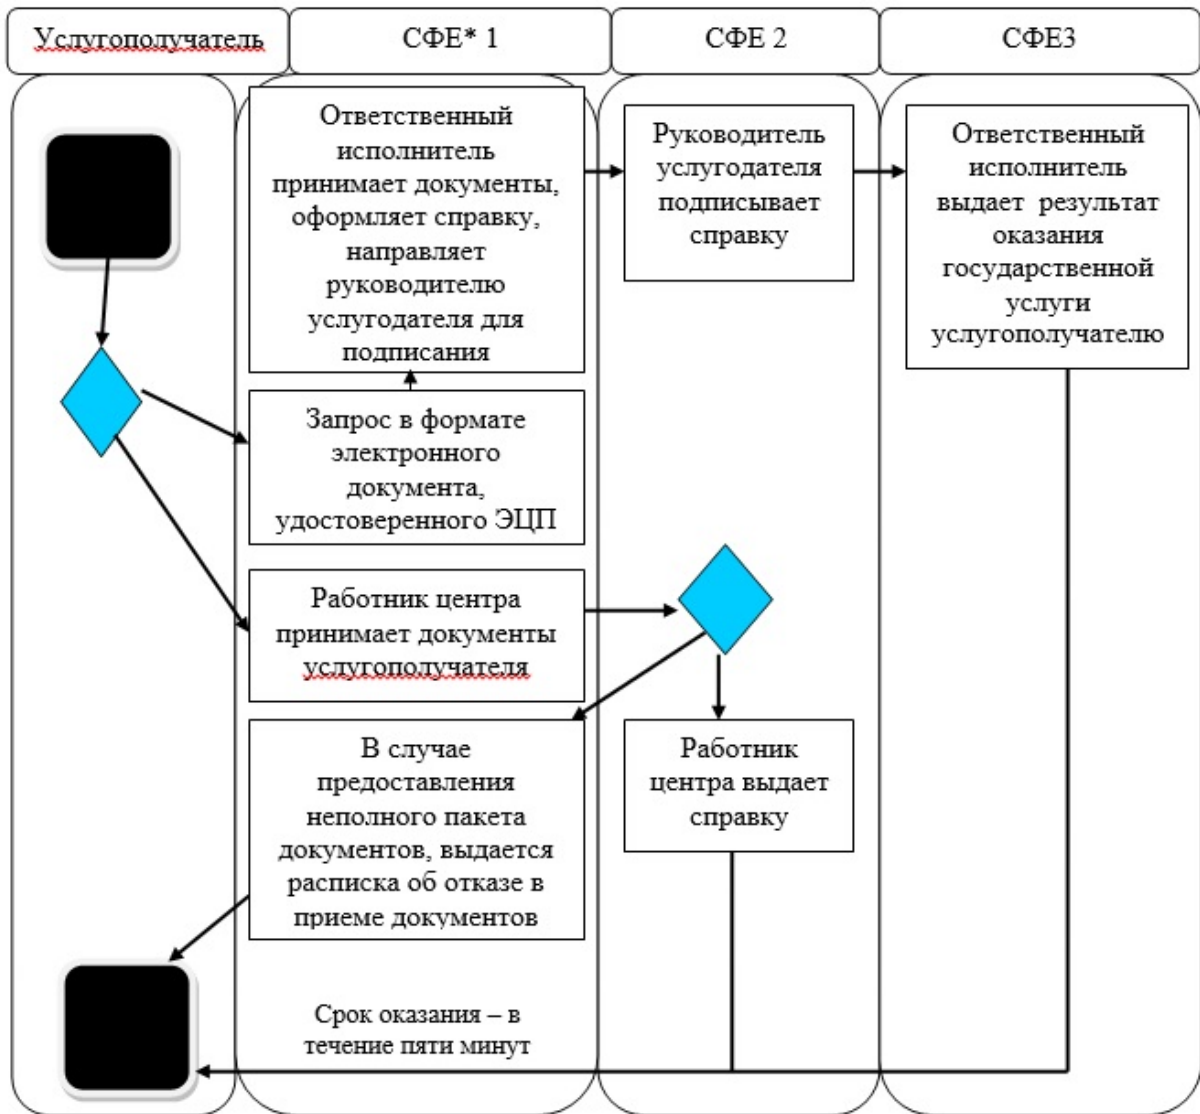 Услугополучатель
СФЕ* 1
СФЕ 2
СФЕ3
Ответственный
исполнитель
принимает документы,
оформляет справку,
направляет
руководителю
услугодателя для
подписания
Руководитель
услугодателя
подписывает
справку
Ответственный
исполнитель
выдает результат
оказания
государственной
услуги
услугополучателю
Запрос в формате
электронного
документа,
удостоверенного ЭЦП
Работник центра
принимает документы
услугополучателя
В случае
предоставления
неполного пакета
документов, выдается
расписка об отказе в
приеме документов
Работник
центра выдает
справку
Срок оказания – в
течение пяти минут